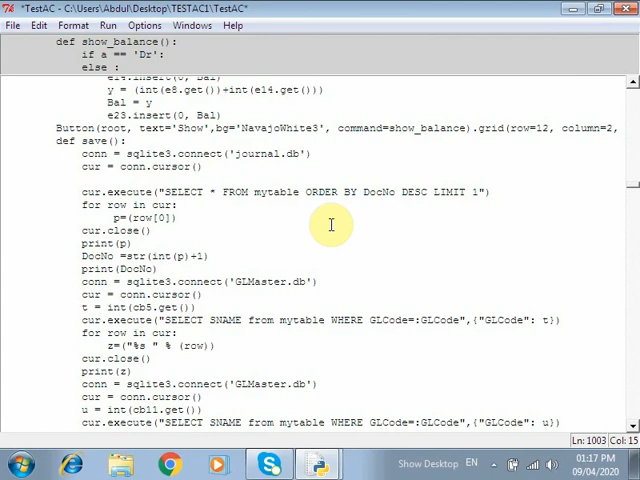 *TestAC - C:\Users\Abdul\Desktop\TESTAC1\TestAC*
File Edit Format Run Options Windows Help
def show_balance():
if a == 'Dr':
else :
e14.insert(0, Bal)
y = (int(e8.get())+int(e14.get()))
Bal = y
e23.insert(0, Bal)
Button(root, text='Show',bg='NavajoWhite3', command=show_balance).grid(row=12, column=2,
def save():
conn = sqlite3.connect('journal.db')
cur = conn.cursor()
cur.execute("SELECT * FROM mytable ORDER BY DocNo DESC LIMIT 1")
for row in cur:
p=(row[0])
cur.close()
print(p)
DocNo =str(int(p)+1)
print(DocNo)
conn = sqlite3.connect('GLMaster.db')
cur = conn.cursor()
t = int(cb5.get())
cur.execute("SELECT SNAME from mytable WHERE GLCode=:GLCode",{"GLCode": t})
for row in cur:
z=("%s " % (row))
cur.close()
print(z)
conn = sqlite3.connect('GLMaster.db')
cur = conn.cursor()
u = int(cb11.get())
cur.execute("SELECT SNAME from mytable WHERE GLCode=:GLCode",{"GLCode": u})
Ln: 1003 Col: 15
Show Desktop EN
01:17 PM
09/04/2020